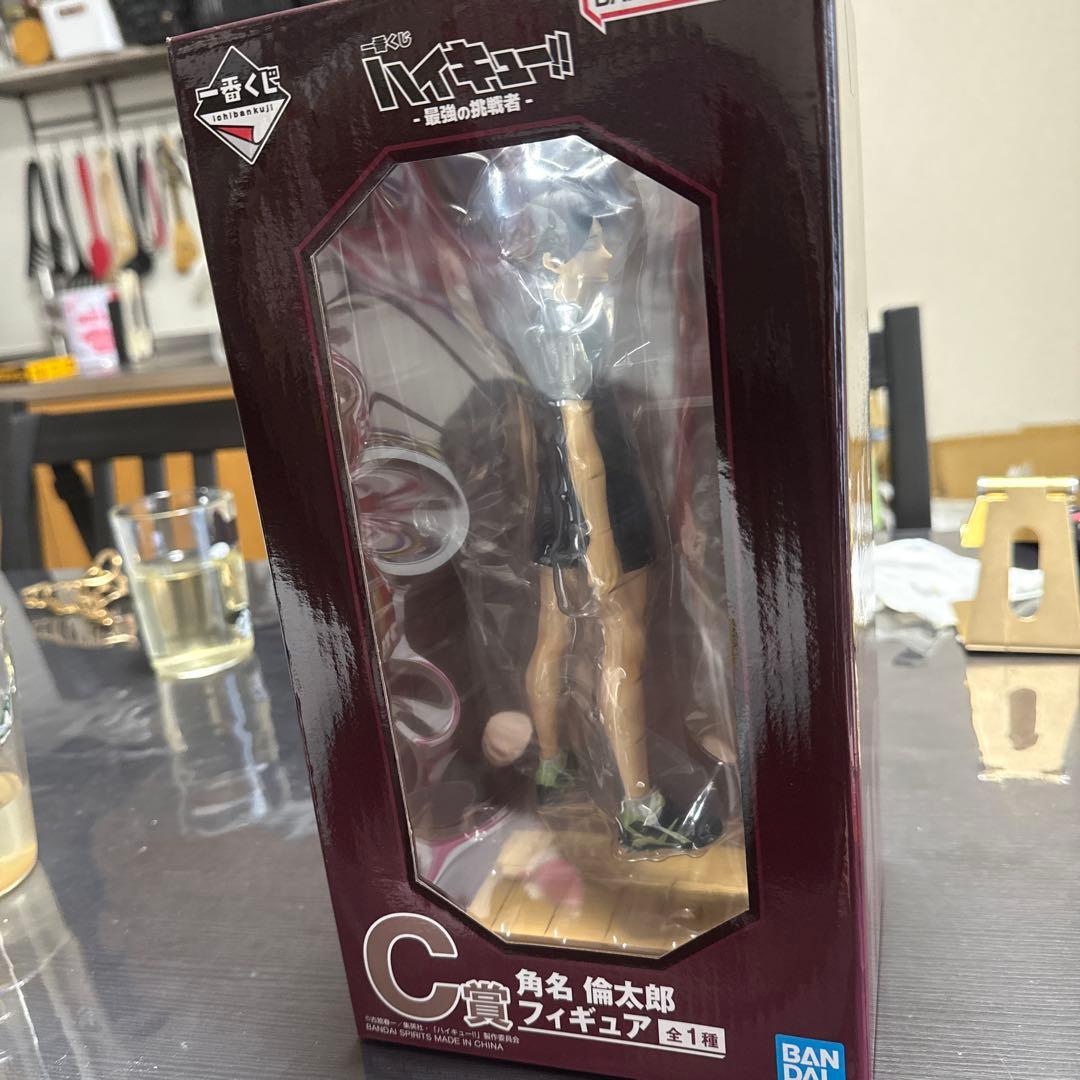 一番くじ
ichibankuji
一番くじ
ハイキュー!!
- 最強の挑戦者 -
C賞
角名 倫太郎
フィギュア 全1種
©古舘春一／集英社・「ハイキュー!!」製作委員会
BANDAI SPIRITS MADE IN CHINA
BAN
DAI